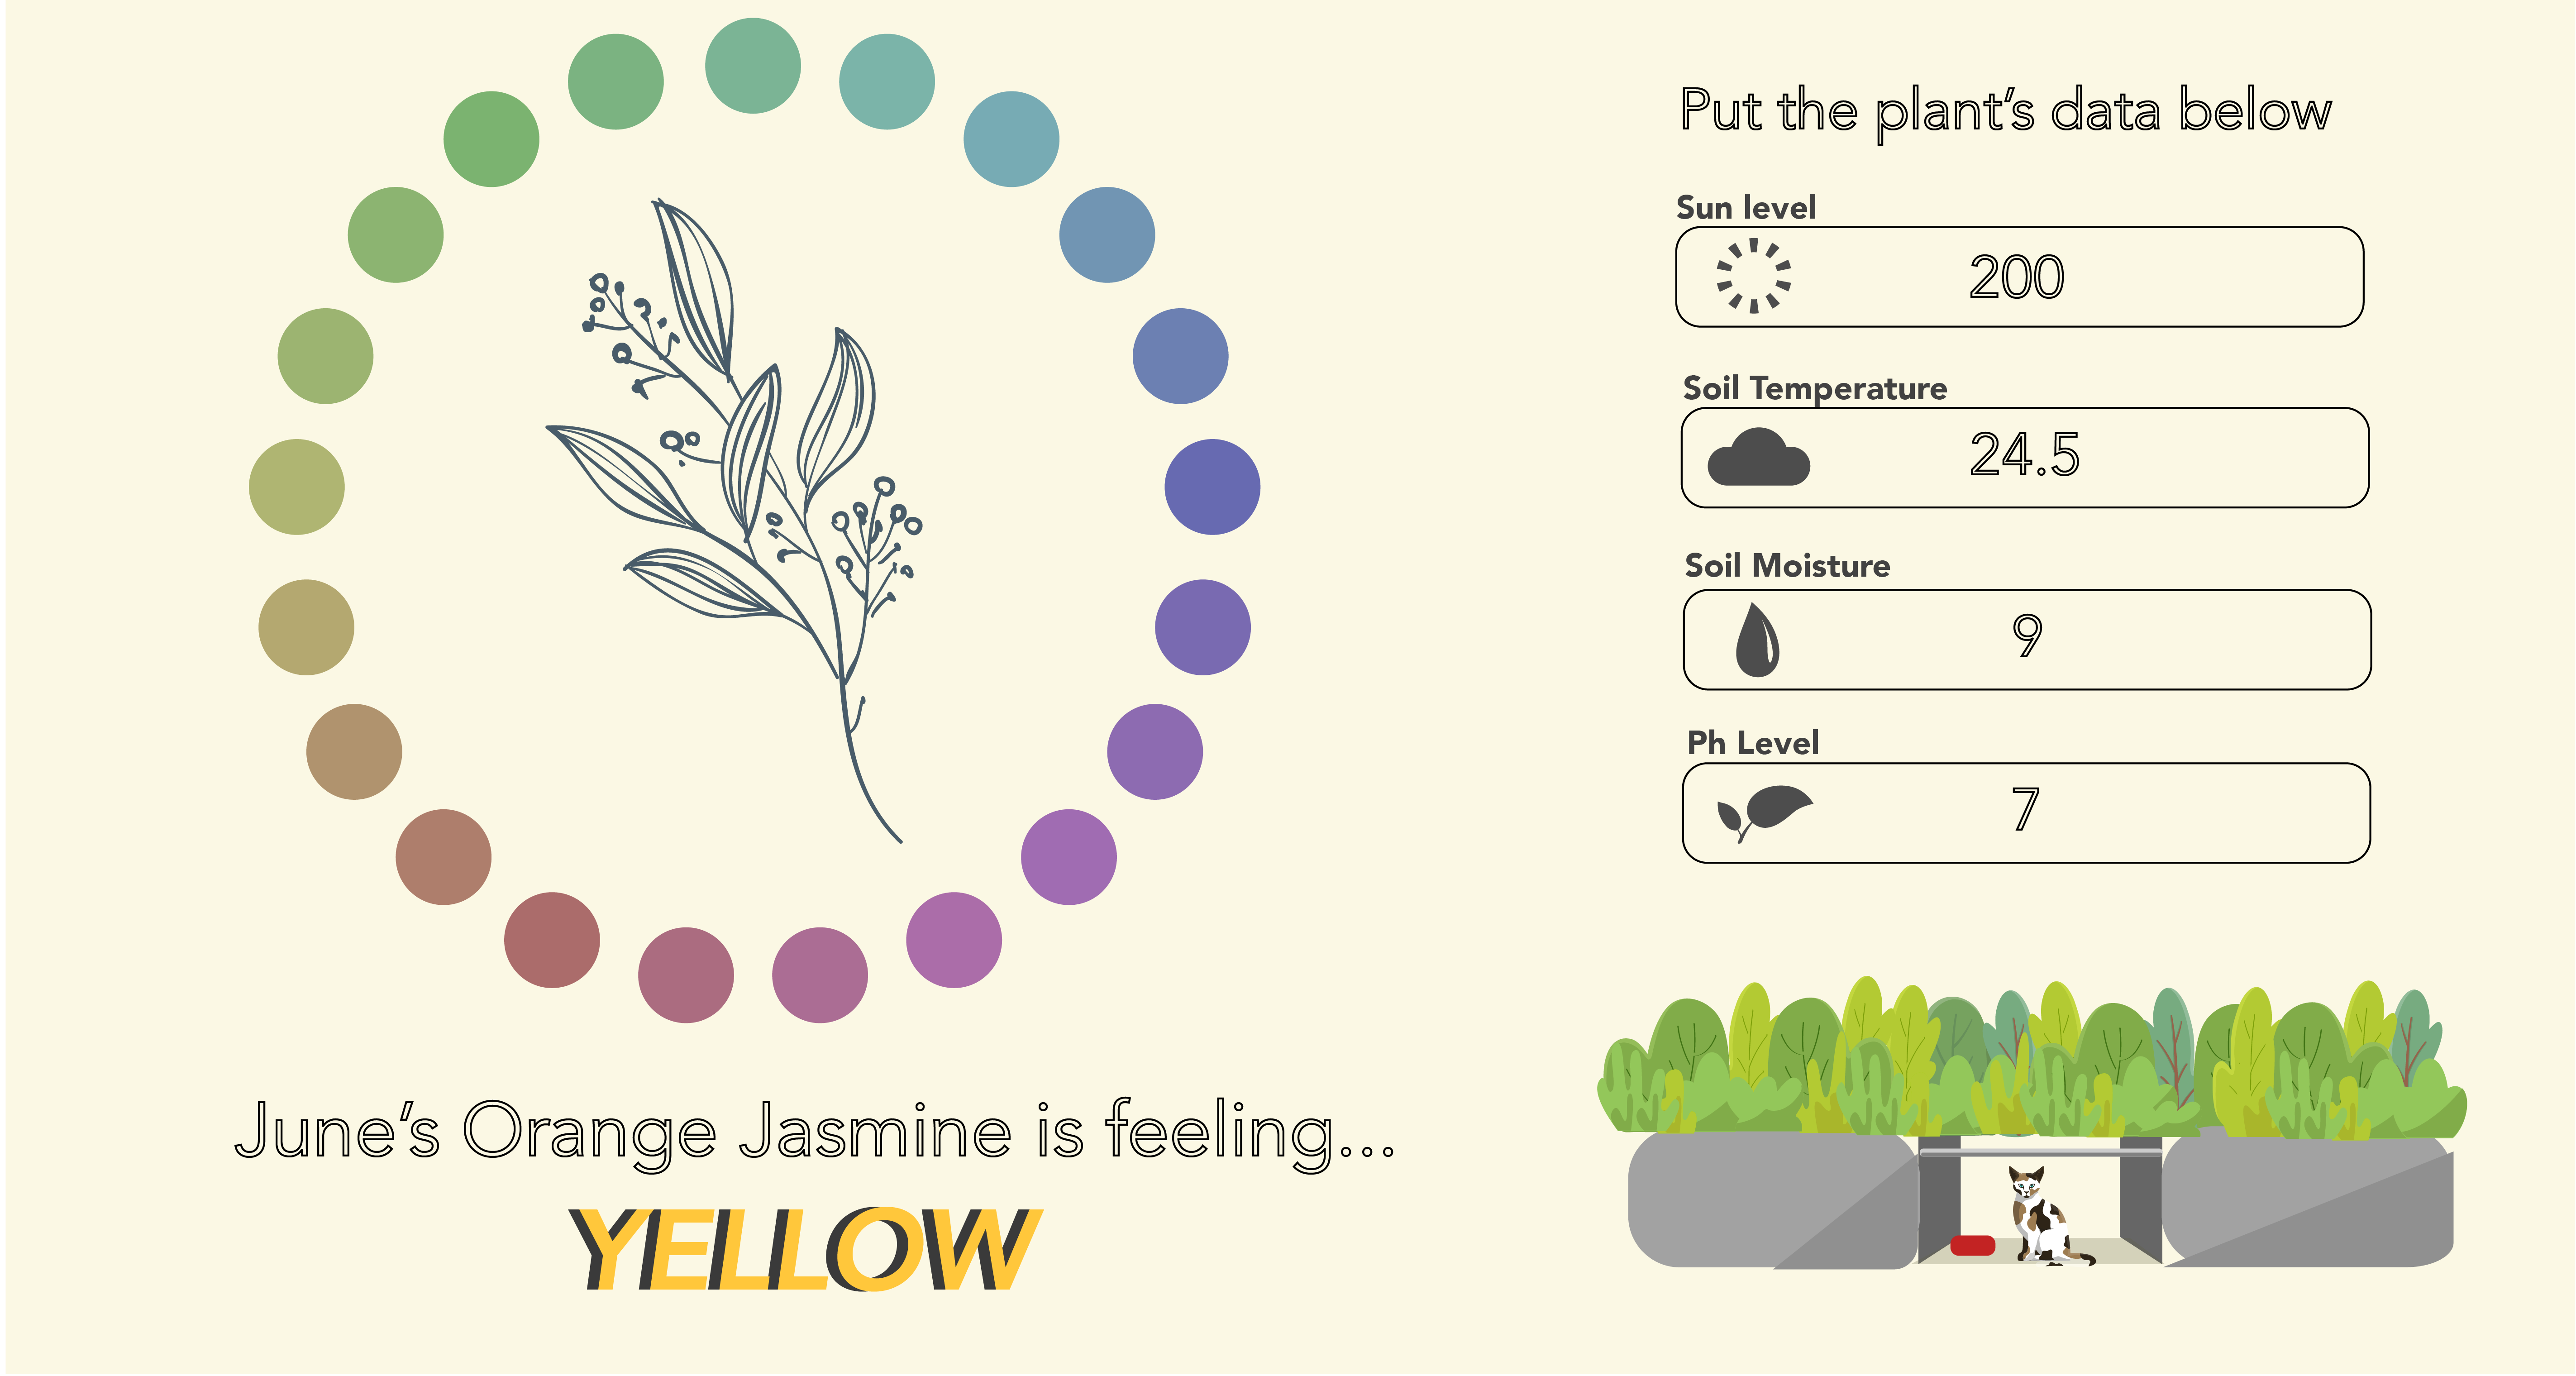 Put the plant’s data below
Sun level
200
Soil Temperature
24.5
Soil Moisture
9
Ph Level
7
June’s Orange Jasmine is feeling...
YELLOW